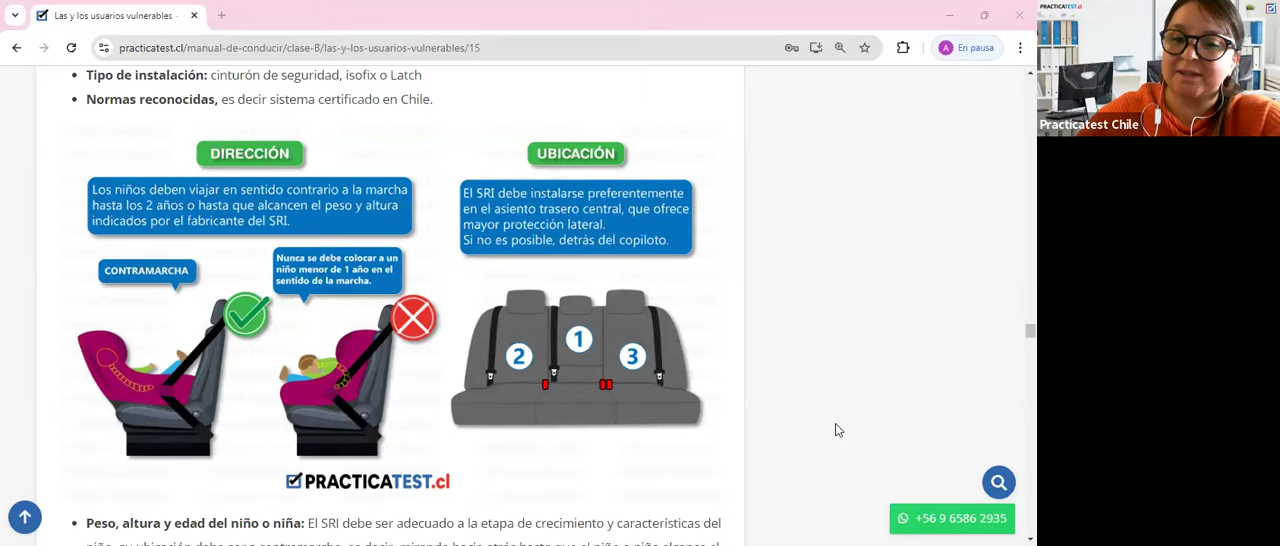 Las y los usuarios vulnerables -
practicatest.cl/manual-de-conducir/clase-B/las-y-los-usuarios-vulnerables/15
A
En pausa
PRACTICATEST.cl
Practicatest Chile
Tipo de instalación: cinturón de seguridad, isofix o Latch
Normas reconocidas, es decir sistema certificado en Chile.
DIRECCIÓN
Los niños deben viajar en sentido contrario a la marcha
hasta los 2 años o hasta que alcancen el peso y altura
indicados por el fabricante del SRI.
CONTRAMARCHA
Nunca se debe colocar a un
niño menor de 1 año en el
sentido de la marcha.
UBICACIÓN
El SRI debe instalarse preferentemente
en el asiento trasero central, que ofrece
mayor protección lateral.
Si no es posible, detrás del copiloto.
2
1
3
PRACTICATEST.cl
+56 9 6586 2935
Peso, altura y edad del niño o niña: El SRI debe ser adecuado a la etapa de crecimiento y características del